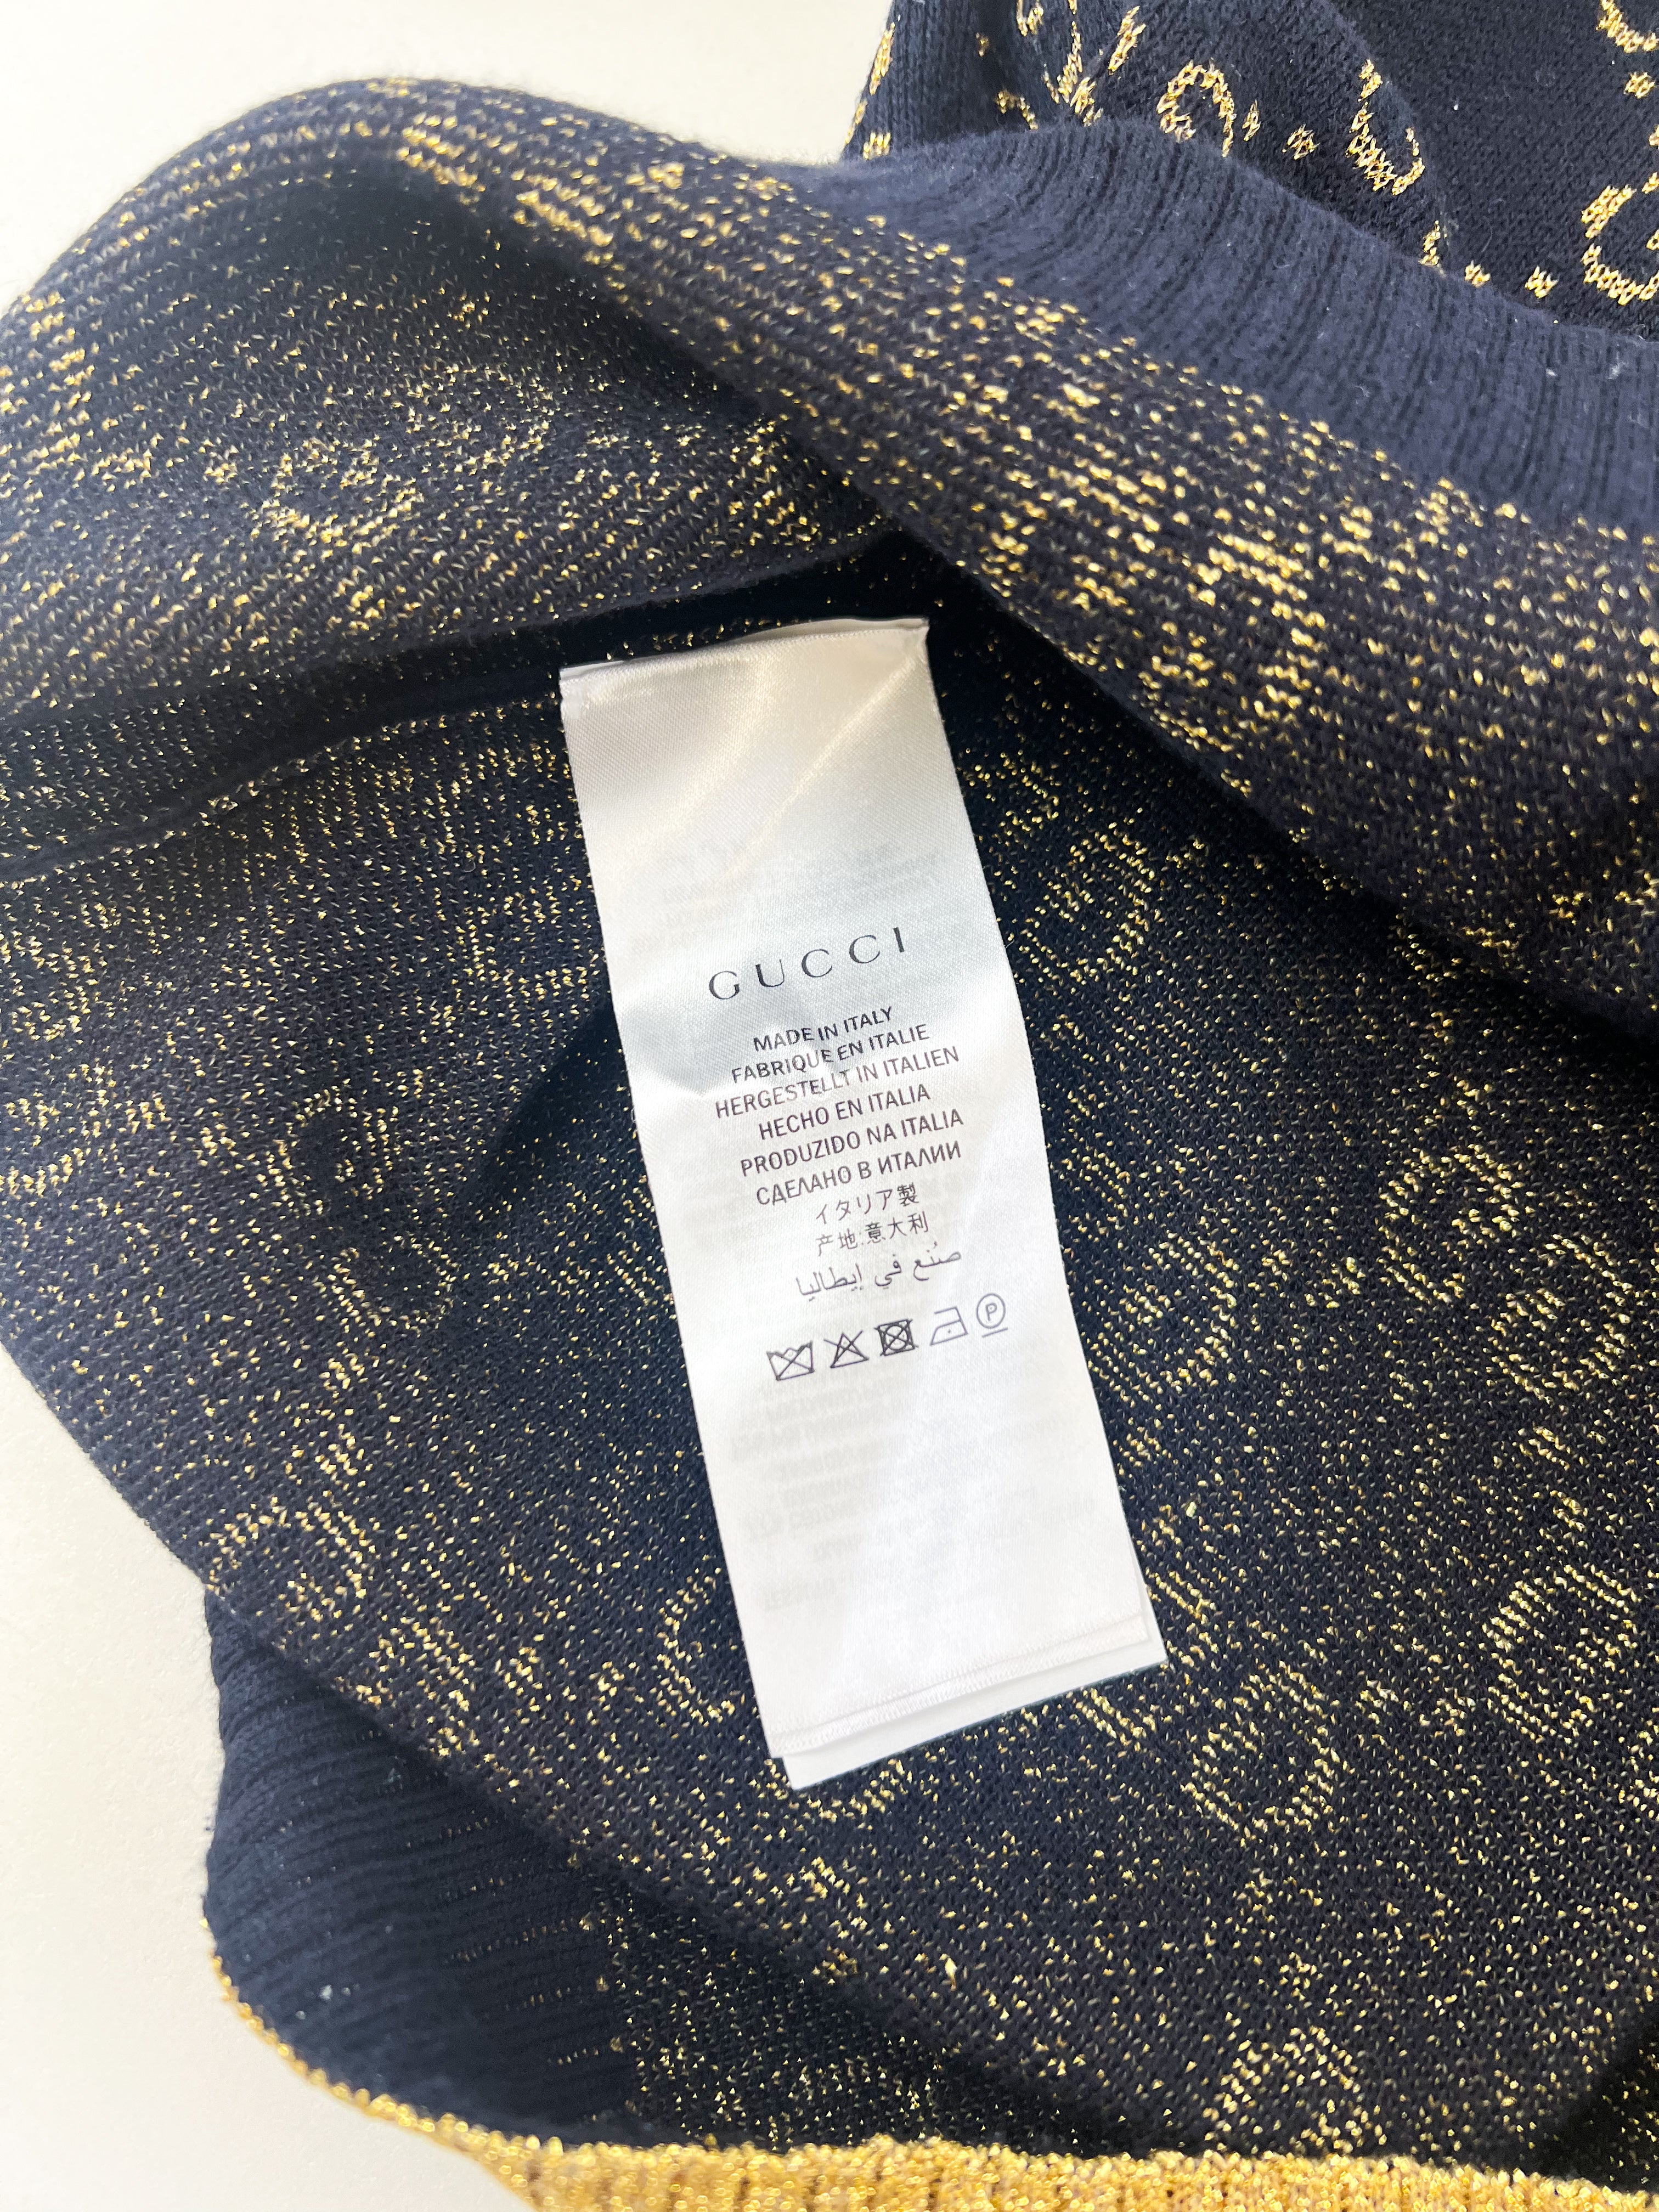 GUCCI
MADE IN ITALY
FABRIQUE EN ITALIE
HERGESTELLT IN ITALIEN
HECHO EN ITALIA
PRODUZIDO NA ITALIA
СДЕЛАНО В ИТАЛИИ
イタリア製
产地:意大利
صُنع في إيطاليا
P